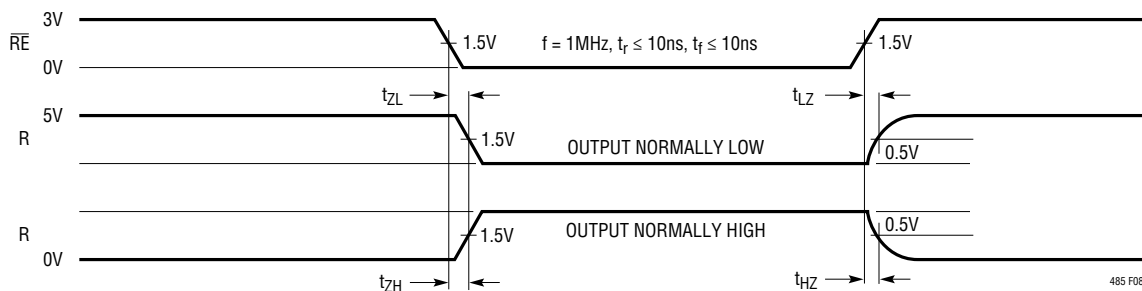 3V
RE
0V
1.5V
f = 1MHz, tr ≤ 10ns, tf ≤ 10ns
1.5V
tZL
tLZ
5V
R
1.5V
OUTPUT NORMALLY LOW
0.5V
R
0V
1.5V
OUTPUT NORMALLY HIGH
0.5V
tZH
tHZ
485 F08